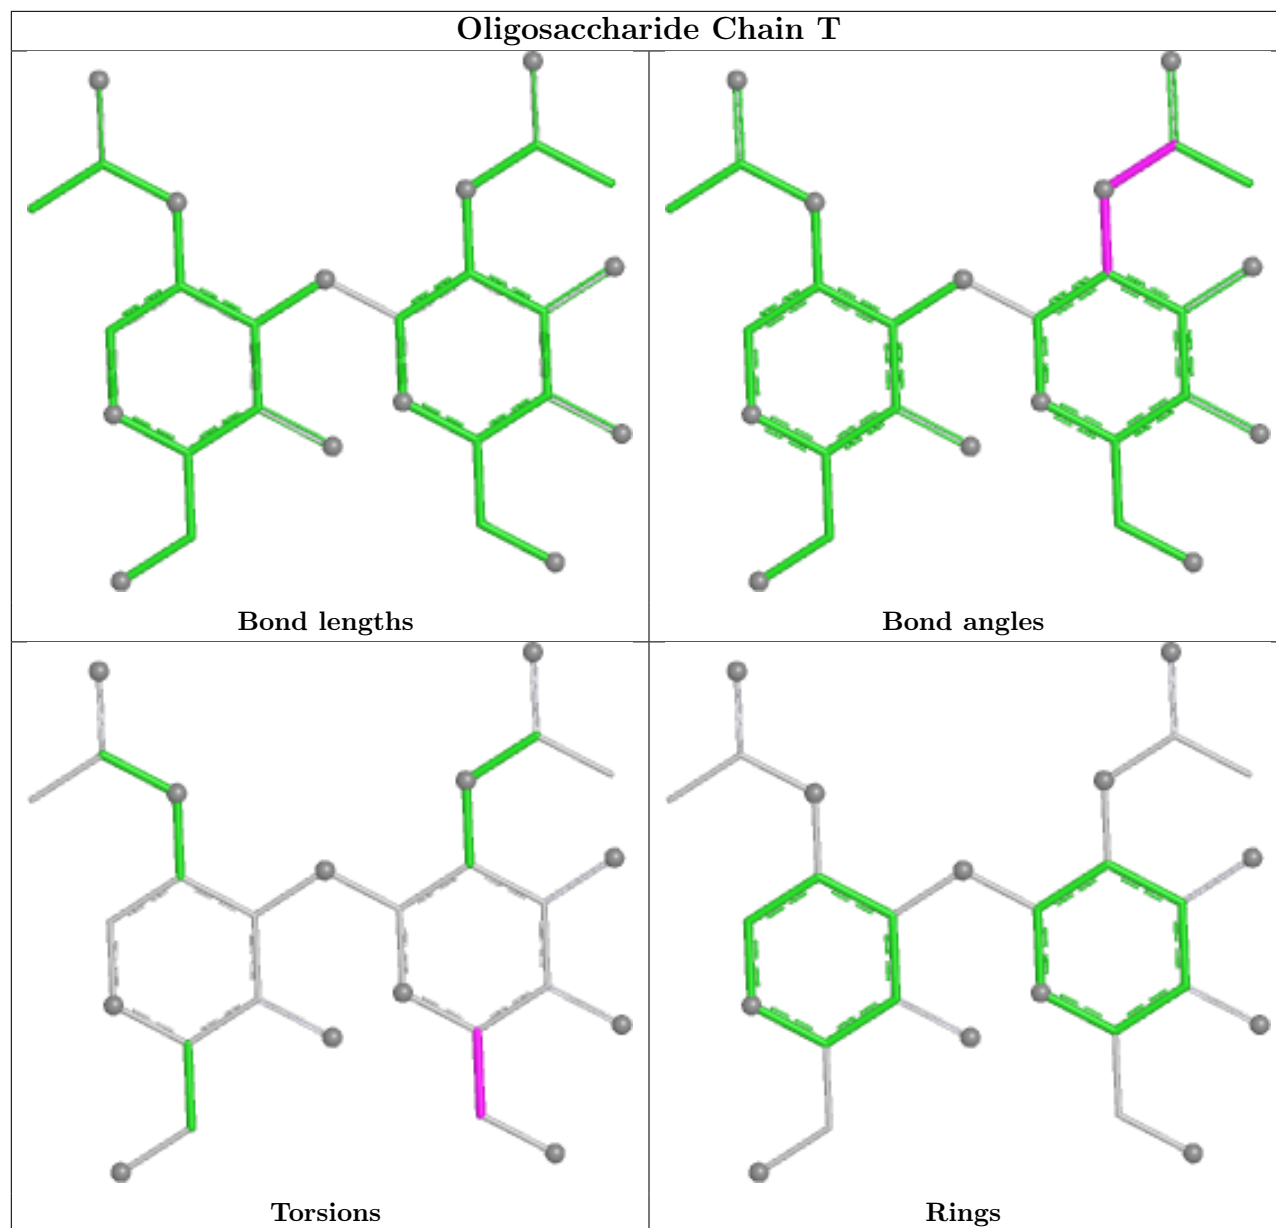 Oligosaccharide Chain T
Bond lengths
Bond angles
Torsions
Rings